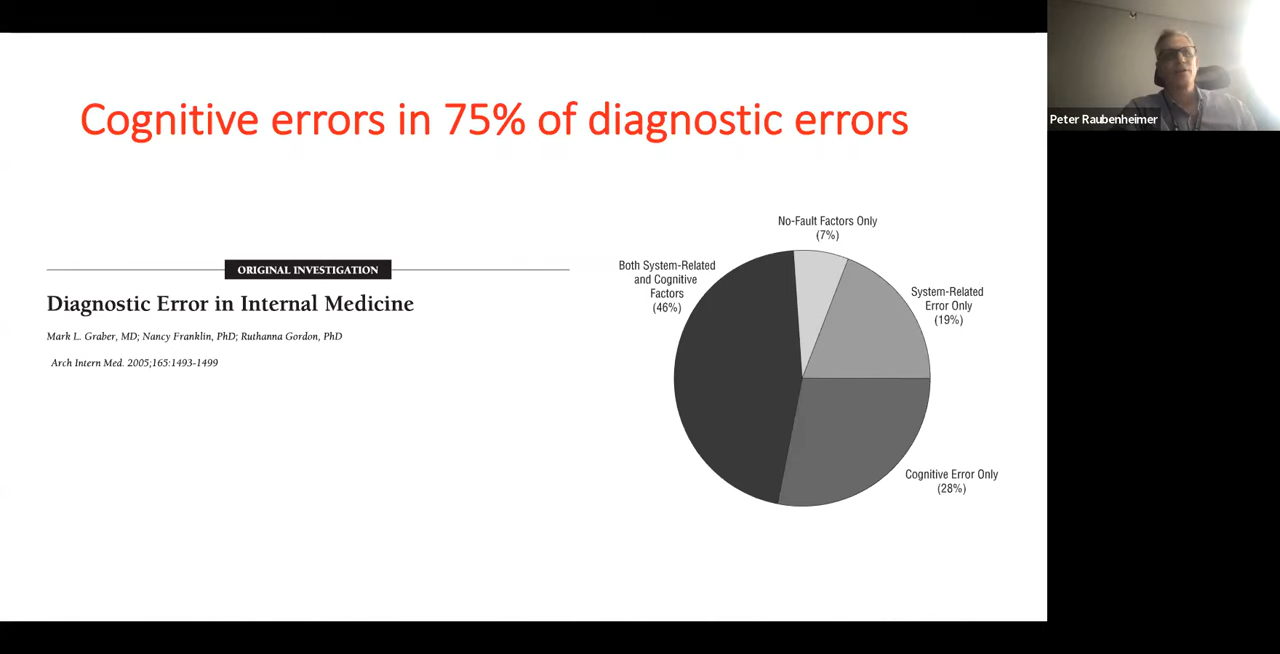 Cognitive errors in 75% of diagnostic errors
Peter Raubenheimer
ORIGINAL INVESTIGATION
Diagnostic Error in Internal Medicine
Mark L. Graber, MD; Nancy Franklin, PhD; Ruthanna Gordon, PhD
Arch Intern Med. 2005;165:1493-1499
No-Fault Factors Only
(7%)
Both System-Related
and Cognitive
Factors
(46%)
System-Related
Error Only
(19%)
Cognitive Error Only
(28%)